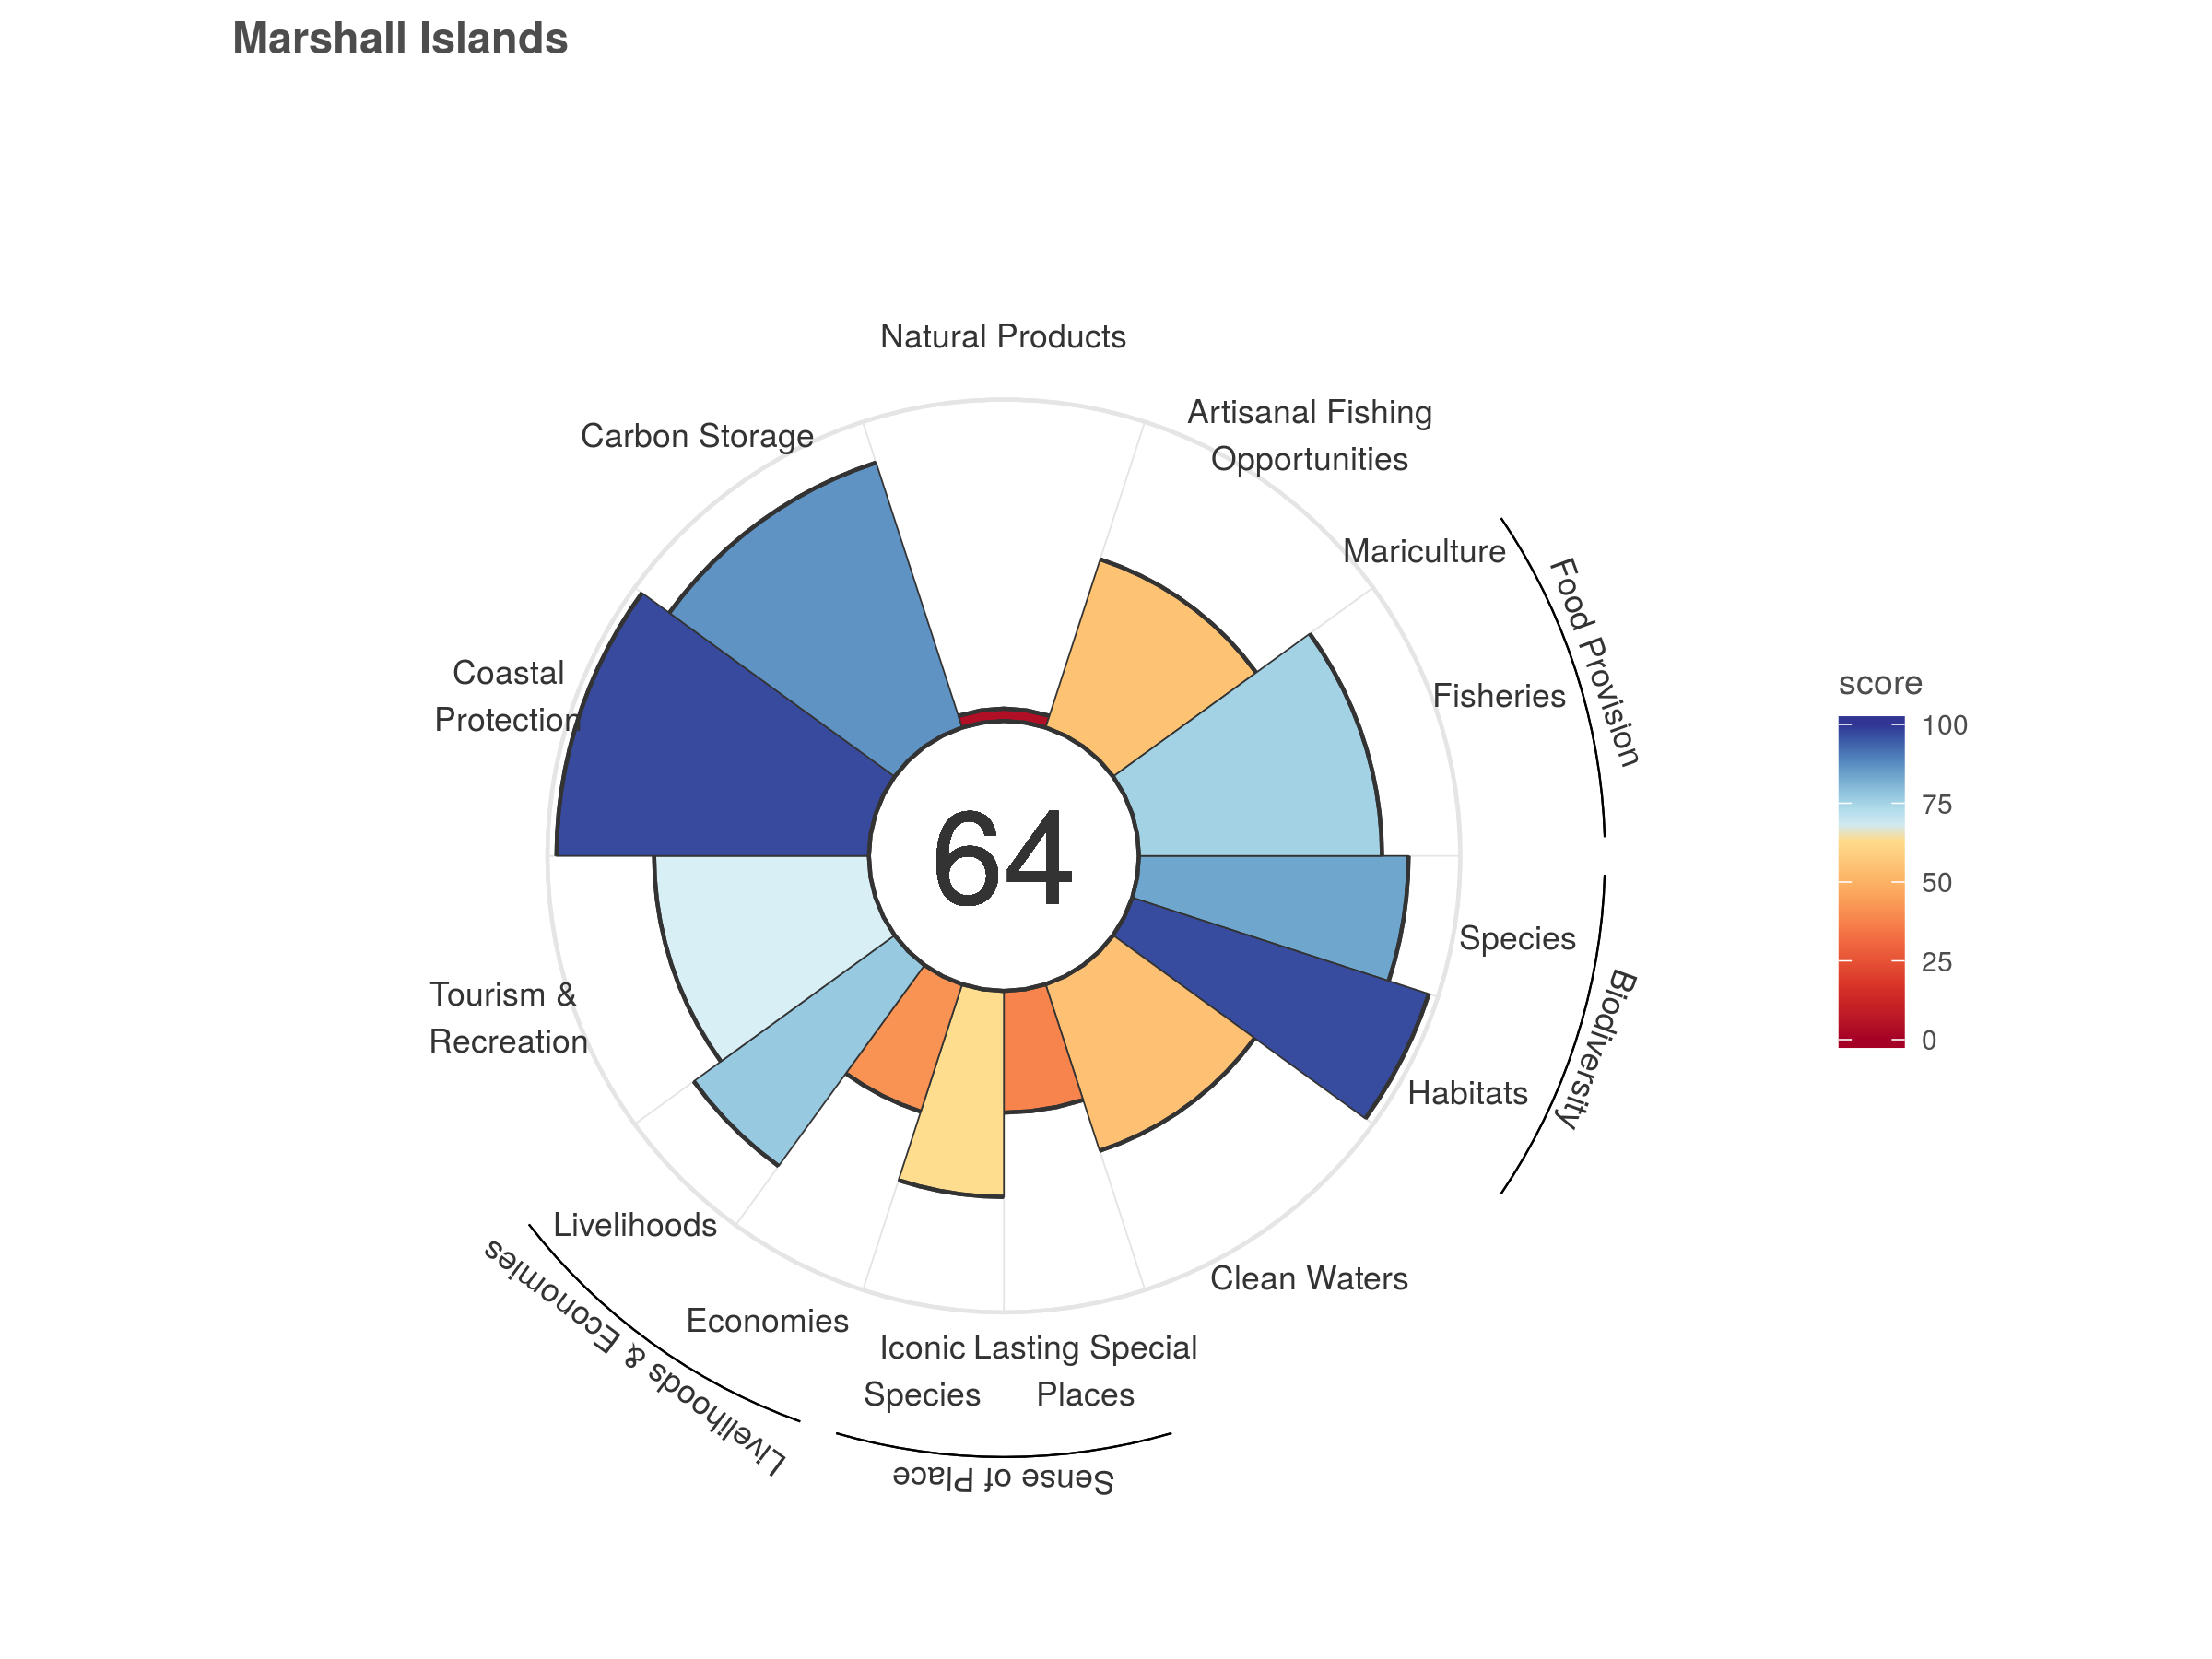 Marshall Islands
Natural Products
Artisanal Fishing
Opportunities
Carbon Storage
Mariculture
Food Provision
Fisheries
Coastal
Protection
score
100
75
50
25
0
64
Species
Biodiversity
Tourism &
Recreation
Habitats
Livelihoods
Clean Waters
Livelihoods & Economies
Economies
Iconic
Species
Lasting Special
Places
Sense of Place